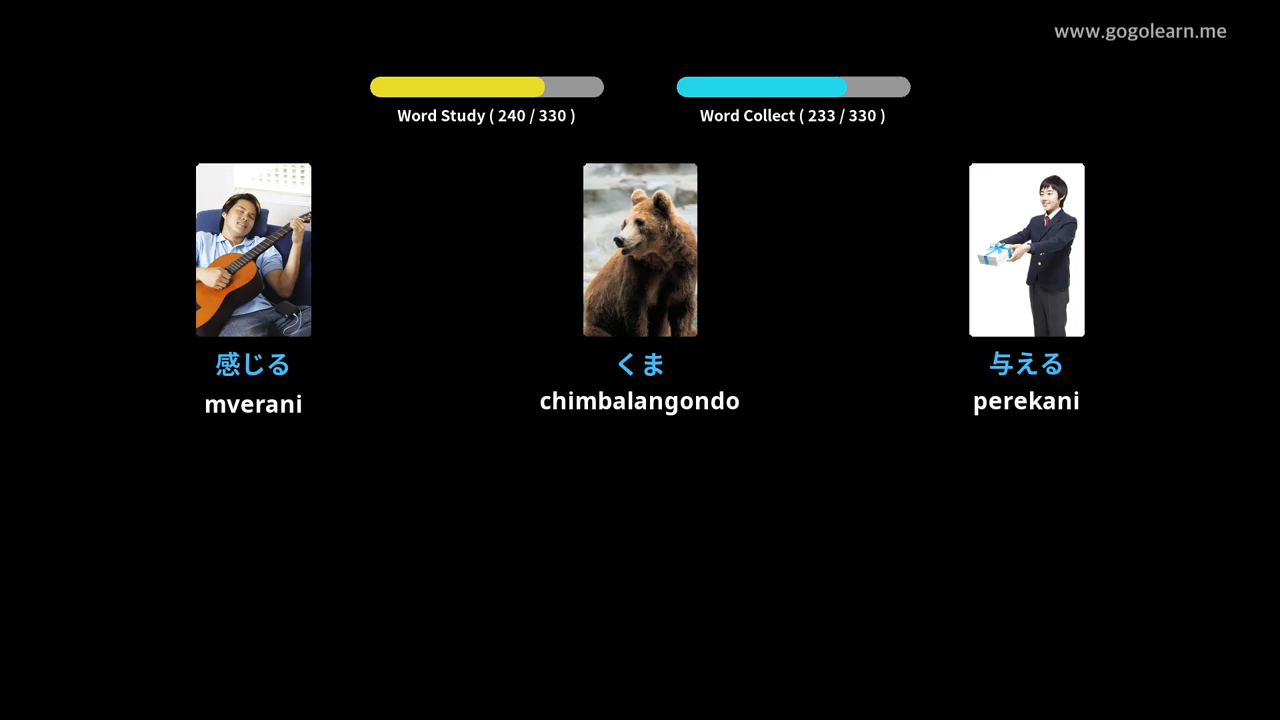 www.gogolearn.me
Word Study ( 240 / 330 )
Word Collect ( 233 / 330 )
感じる
mverani
くま
chimbalangondo
与える
perekani